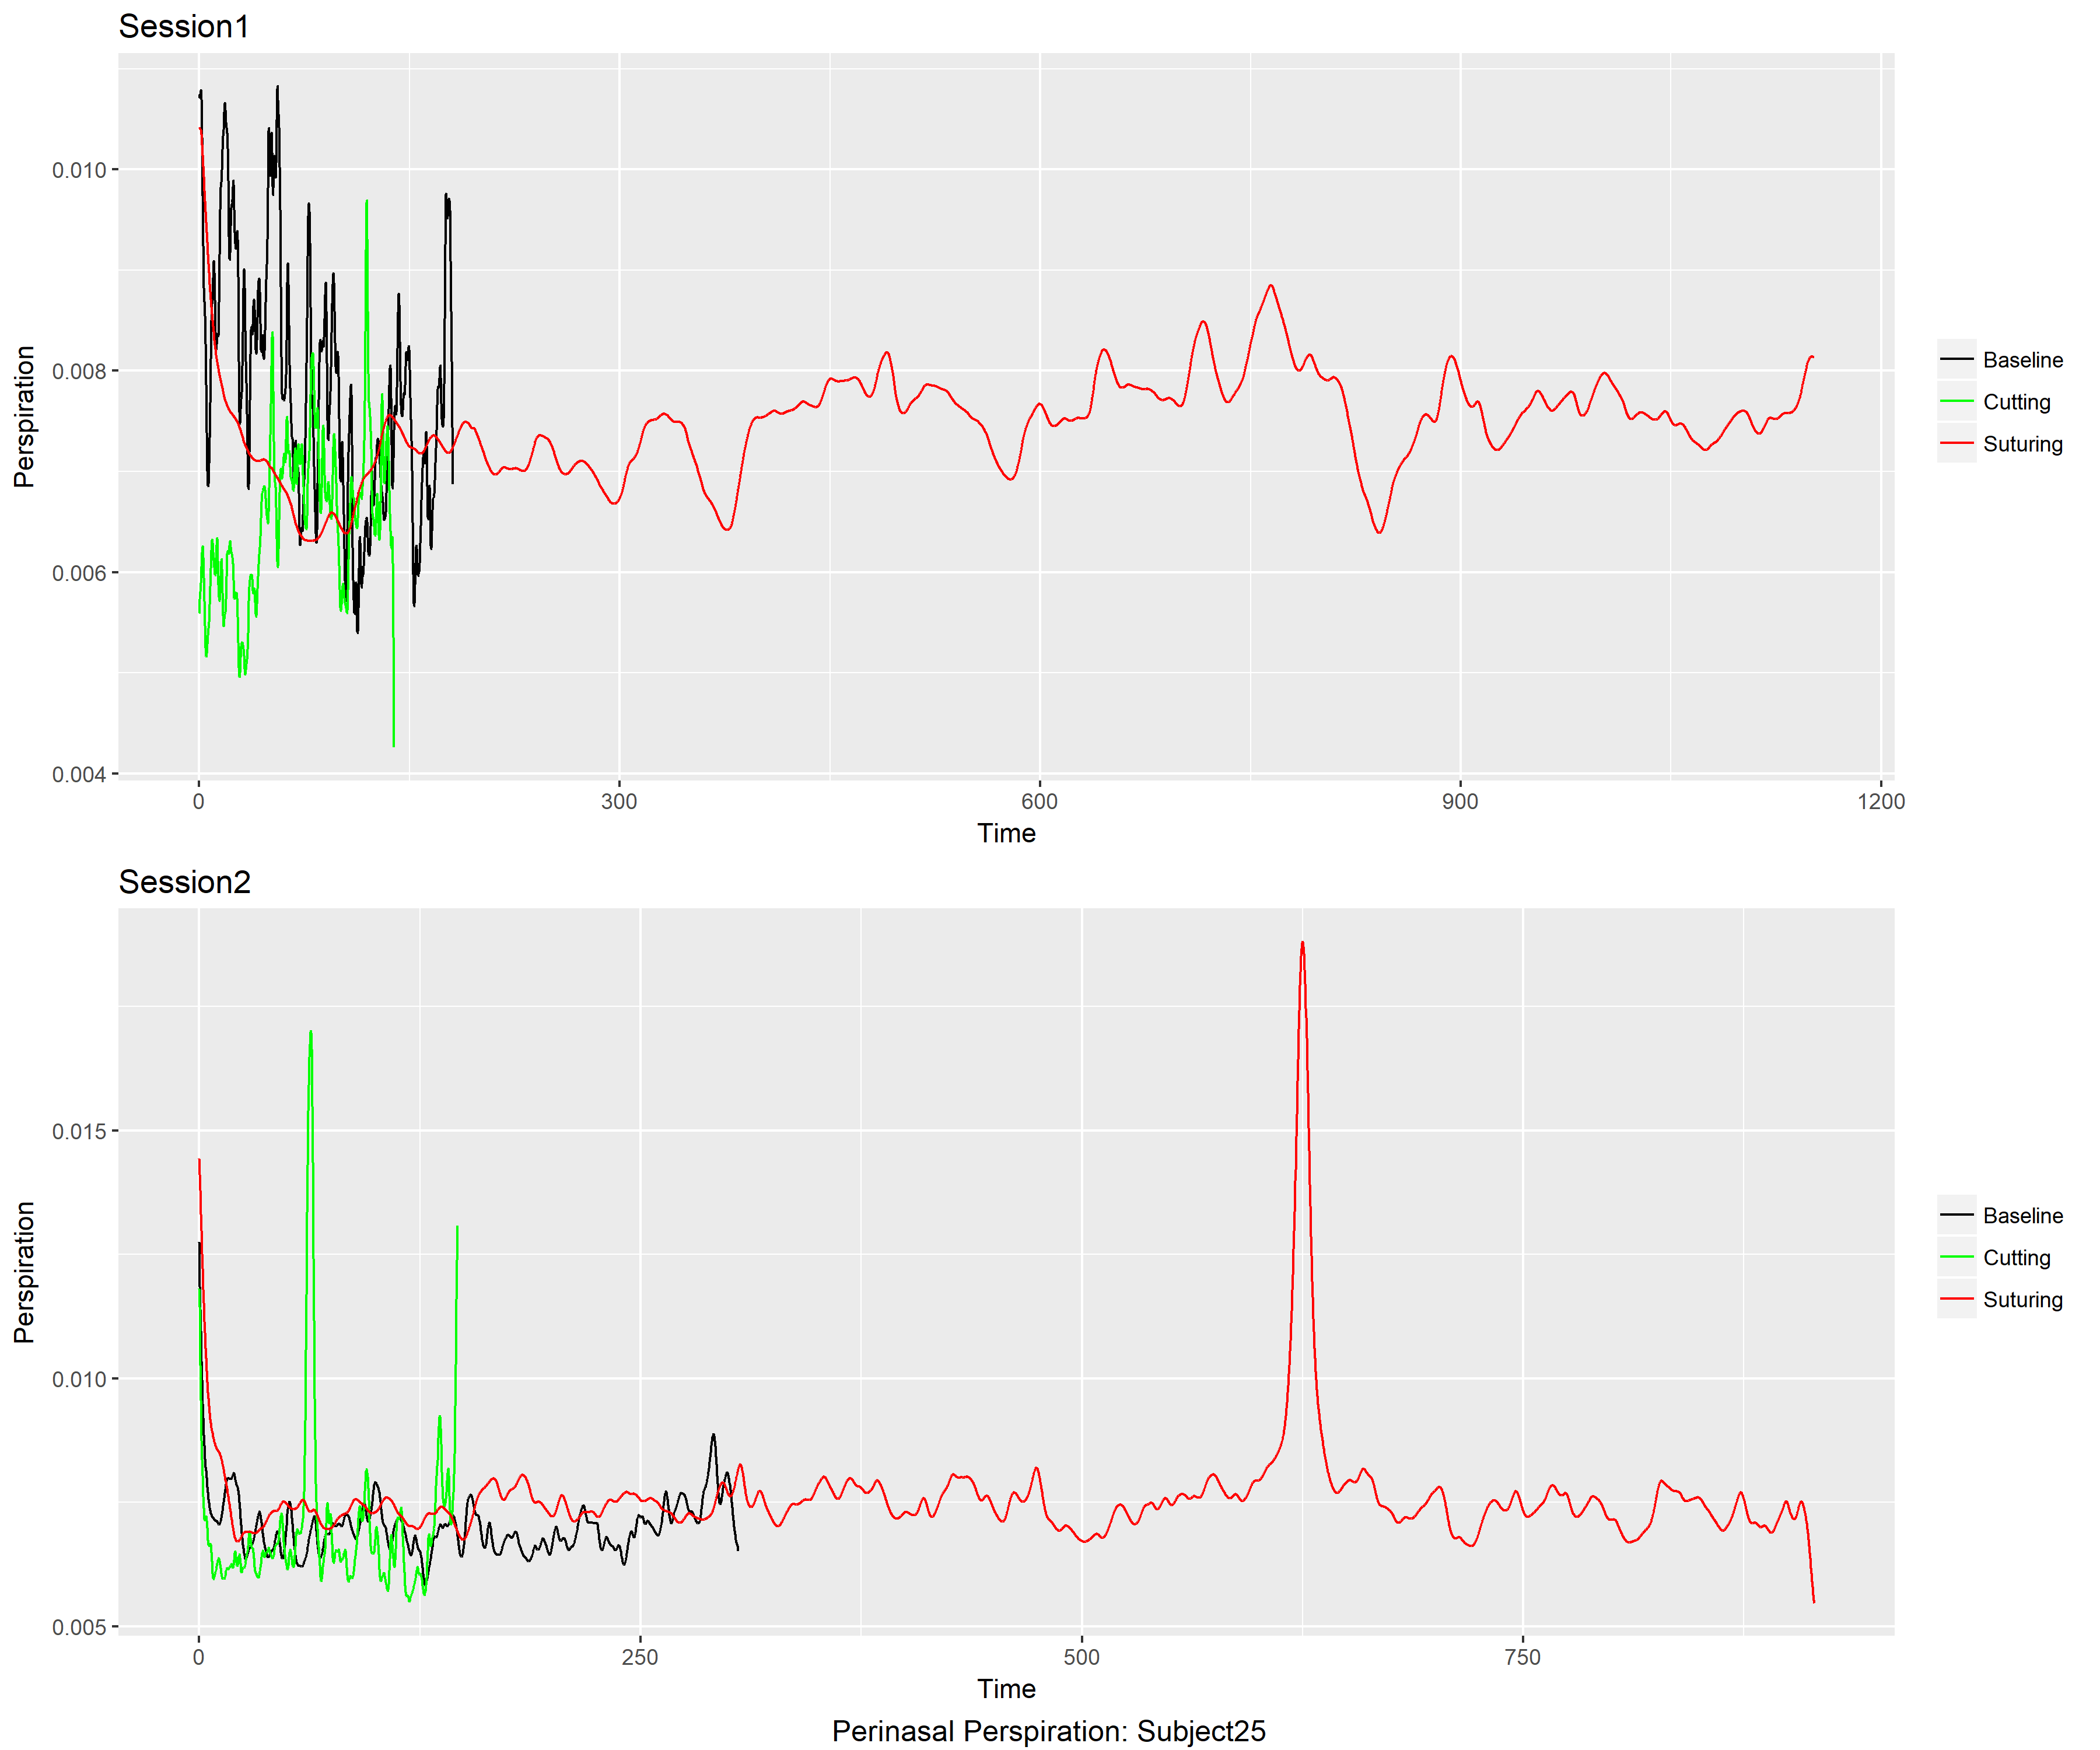 Session1
0.010
0.008
0.006
0.004
Perspiration
0
300
600
900
1200
Time
Baseline
Cutting
Suturing
Session2
0.015
0.010
0.005
Perspiration
0
250
500
750
Time
Baseline
Cutting
Suturing
Perinasal Perspiration: Subject25